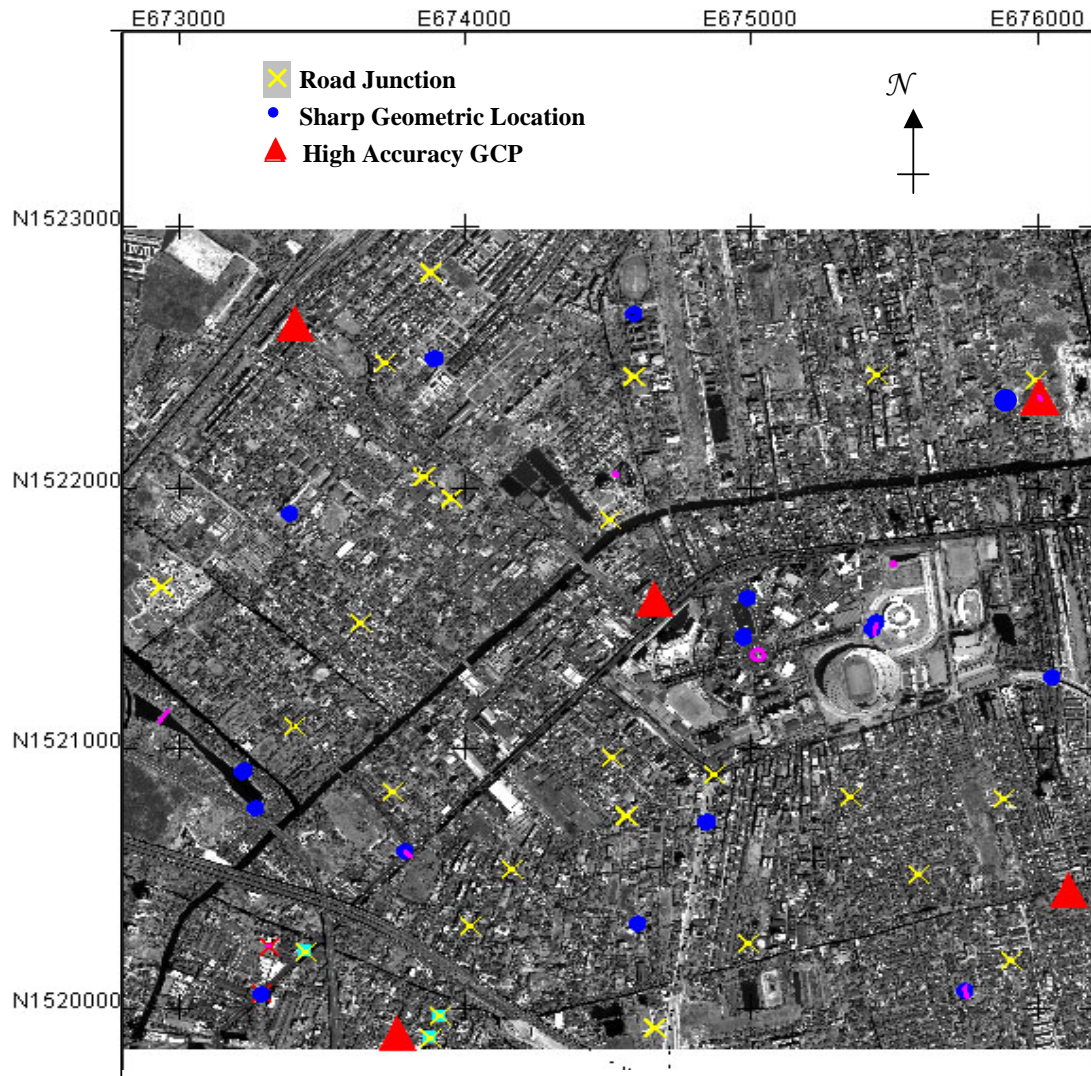 E673000 E674000 E675000 E676000
Road Junction
Sharp Geometric Location
High Accuracy GCP
N
N1523000
N1522000
N1521000
N1520000